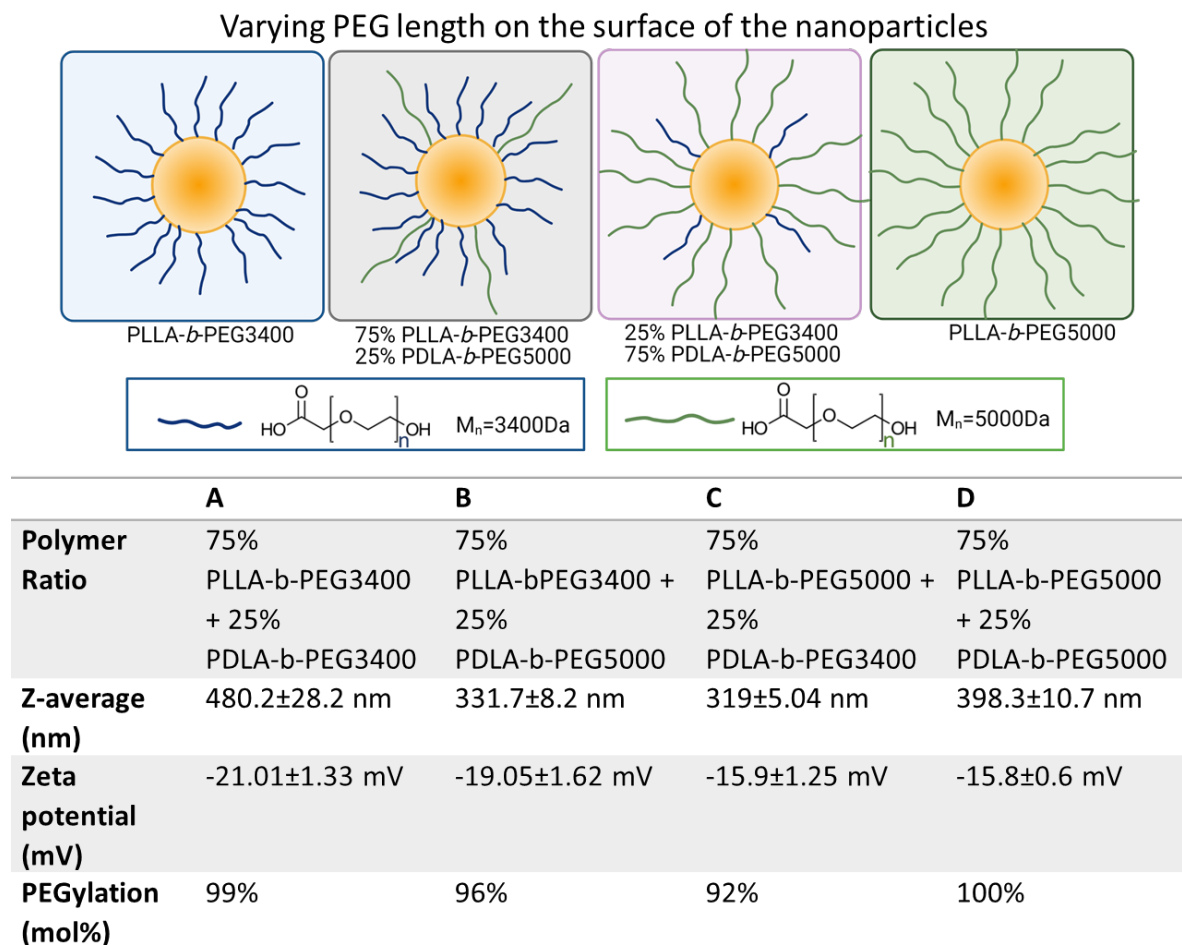 Varying PEG length on the surface of the nanoparticles
PLLA-b-PEG3400
75% PLLA-b-PEG3400
25% PDLA-b-PEG5000
25% PLLA-b-PEG3400
75% PDLA-b-PEG5000
PLLA-b-PEG5000
O
HO
O
OH
n
Mn=3400Da
O
HO
O
OH
n
Mn=5000Da
A B C D
Polymer 75% 75% 75% 75%
Ratio PLLA-b-PEG3400 PLLA-bPEG3400 + PLLA-b-PEG5000 + PLLA-b-PEG5000
+ 25% 25% 25% + 25%
PDLA-b-PEG3400 PDLA-b-PEG5000 PDLA-b-PEG3400 PDLA-b-PEG5000
Z-average 480.2±28.2 nm 331.7±8.2 nm 319±5.04 nm 398.3±10.7 nm
(nm)
Zeta -21.01±1.33 mV -19.05±1.62 mV -15.9±1.25 mV -15.8±0.6 mV
potential
(mV)
PEGylation 99% 96% 92% 100%
(mol%)